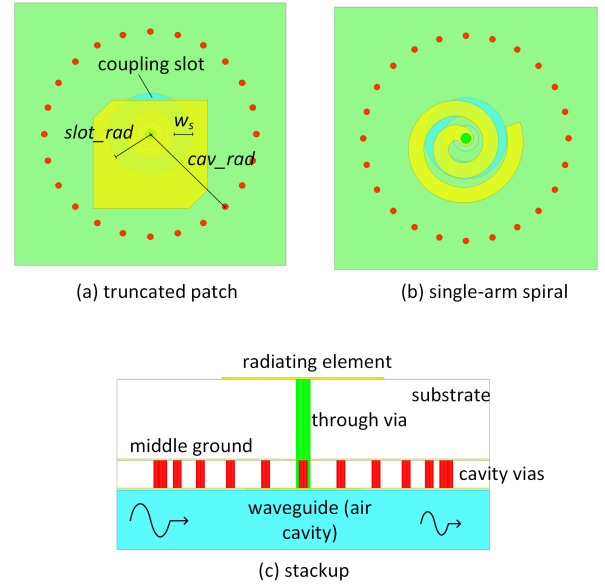 coupling slot
slot_rad
w_s
cav_rad
(a) truncated patch
(b) single-arm spiral
radiating element
substrate
through via
middle ground
cavity vias
waveguide (air
cavity)
(c) stackup